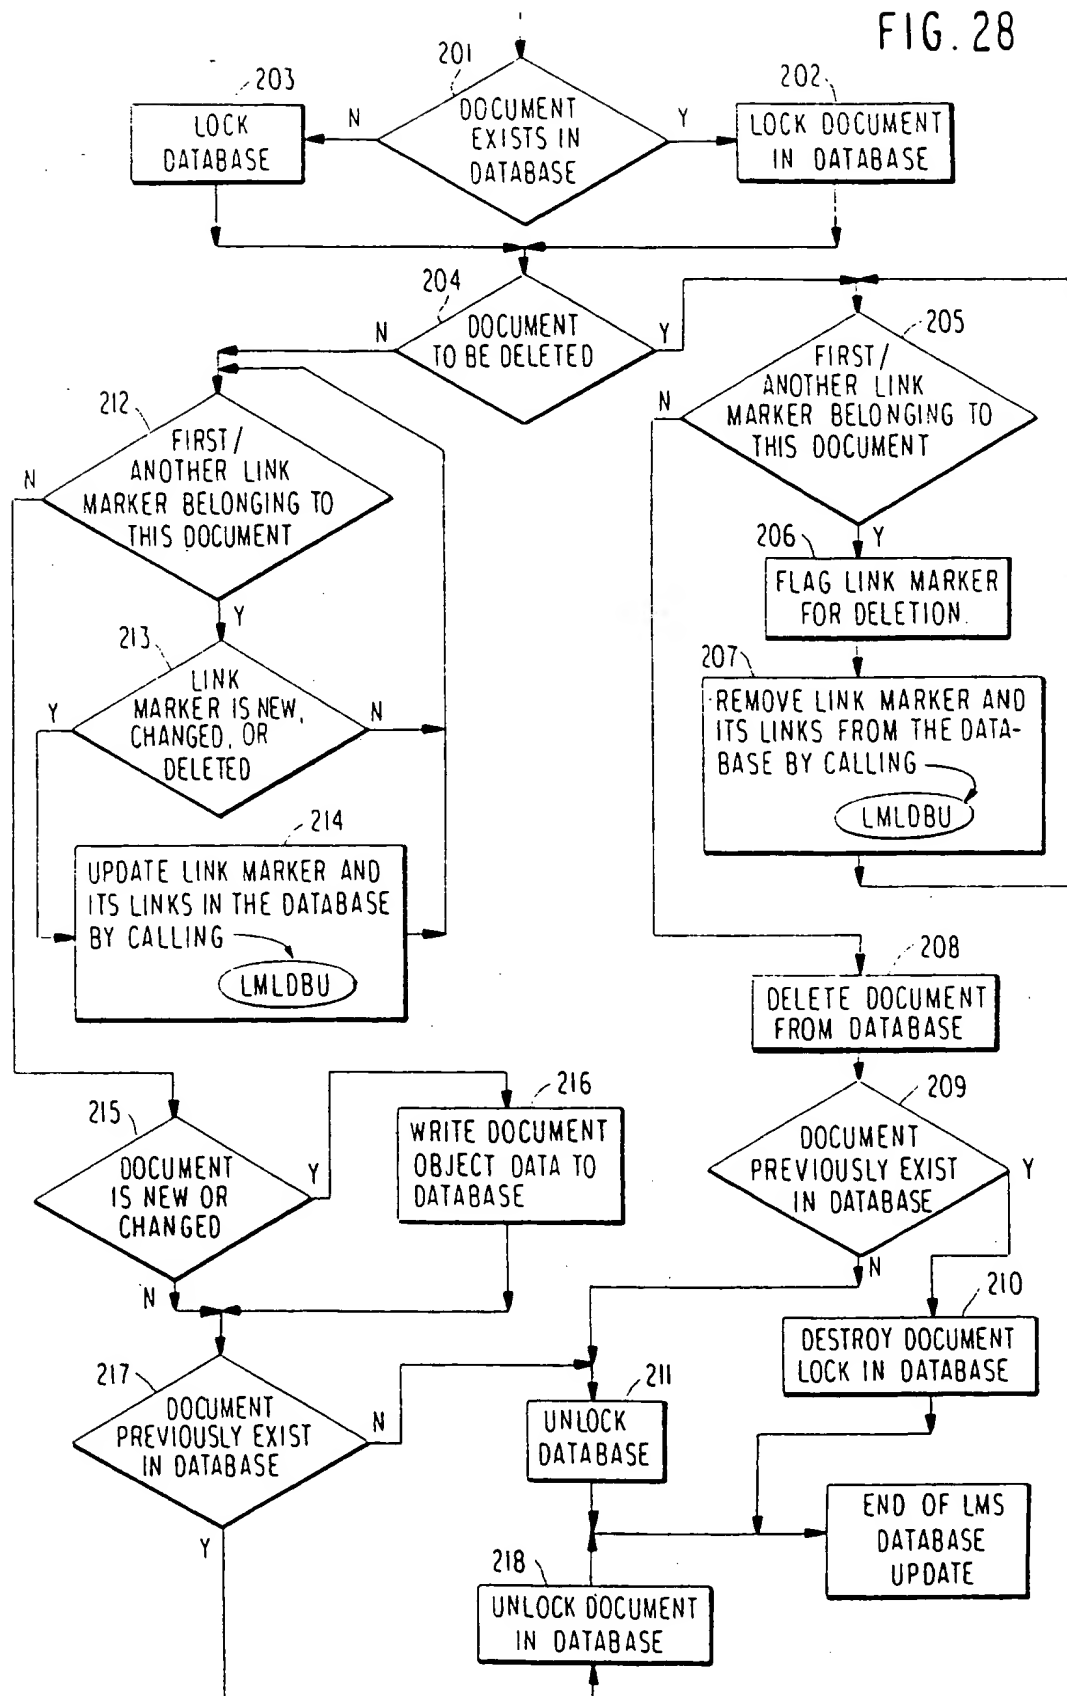 FIG. 28
201
DOCUMENT
EXISTS IN
DATABASE
N
Y
203
LOCK
DATABASE
202
LOCK DOCUMENT
IN DATABASE
204
DOCUMENT
TO BE DELETED
N
Y
205
FIRST/
ANOTHER LINK
MARKER BELONGING TO
THIS DOCUMENT
N
Y
206
FLAG LINK MARKER
FOR DELETION.
207
REMOVE LINK MARKER AND
ITS LINKS FROM THE DATA-
BASE BY CALLING
LMLDBU
212
FIRST/
ANOTHER LINK
MARKER BELONGING TO
THIS DOCUMENT
N
Y
213
LINK
MARKER IS NEW,
CHANGED, OR
DELETED
Y
N
214
UPDATE LINK MARKER AND
ITS LINKS IN THE DATABASE
BY CALLING
LMLDBU
208
DELETE DOCUMENT
FROM DATABASE
209
DOCUMENT
PREVIOUSLY EXIST
IN DATABASE
Y
N
210
DESTROY DOCUMENT
LOCK IN DATABASE
215
DOCUMENT
IS NEW OR
CHANGED
Y
N
216
WRITE DOCUMENT
OBJECT DATA TO
DATABASE
217
DOCUMENT
PREVIOUSLY EXIST
IN DATABASE
N
Y
211
UNLOCK
DATABASE
218
UNLOCK DOCUMENT
IN DATABASE
END OF LMS
DATABASE
UPDATE